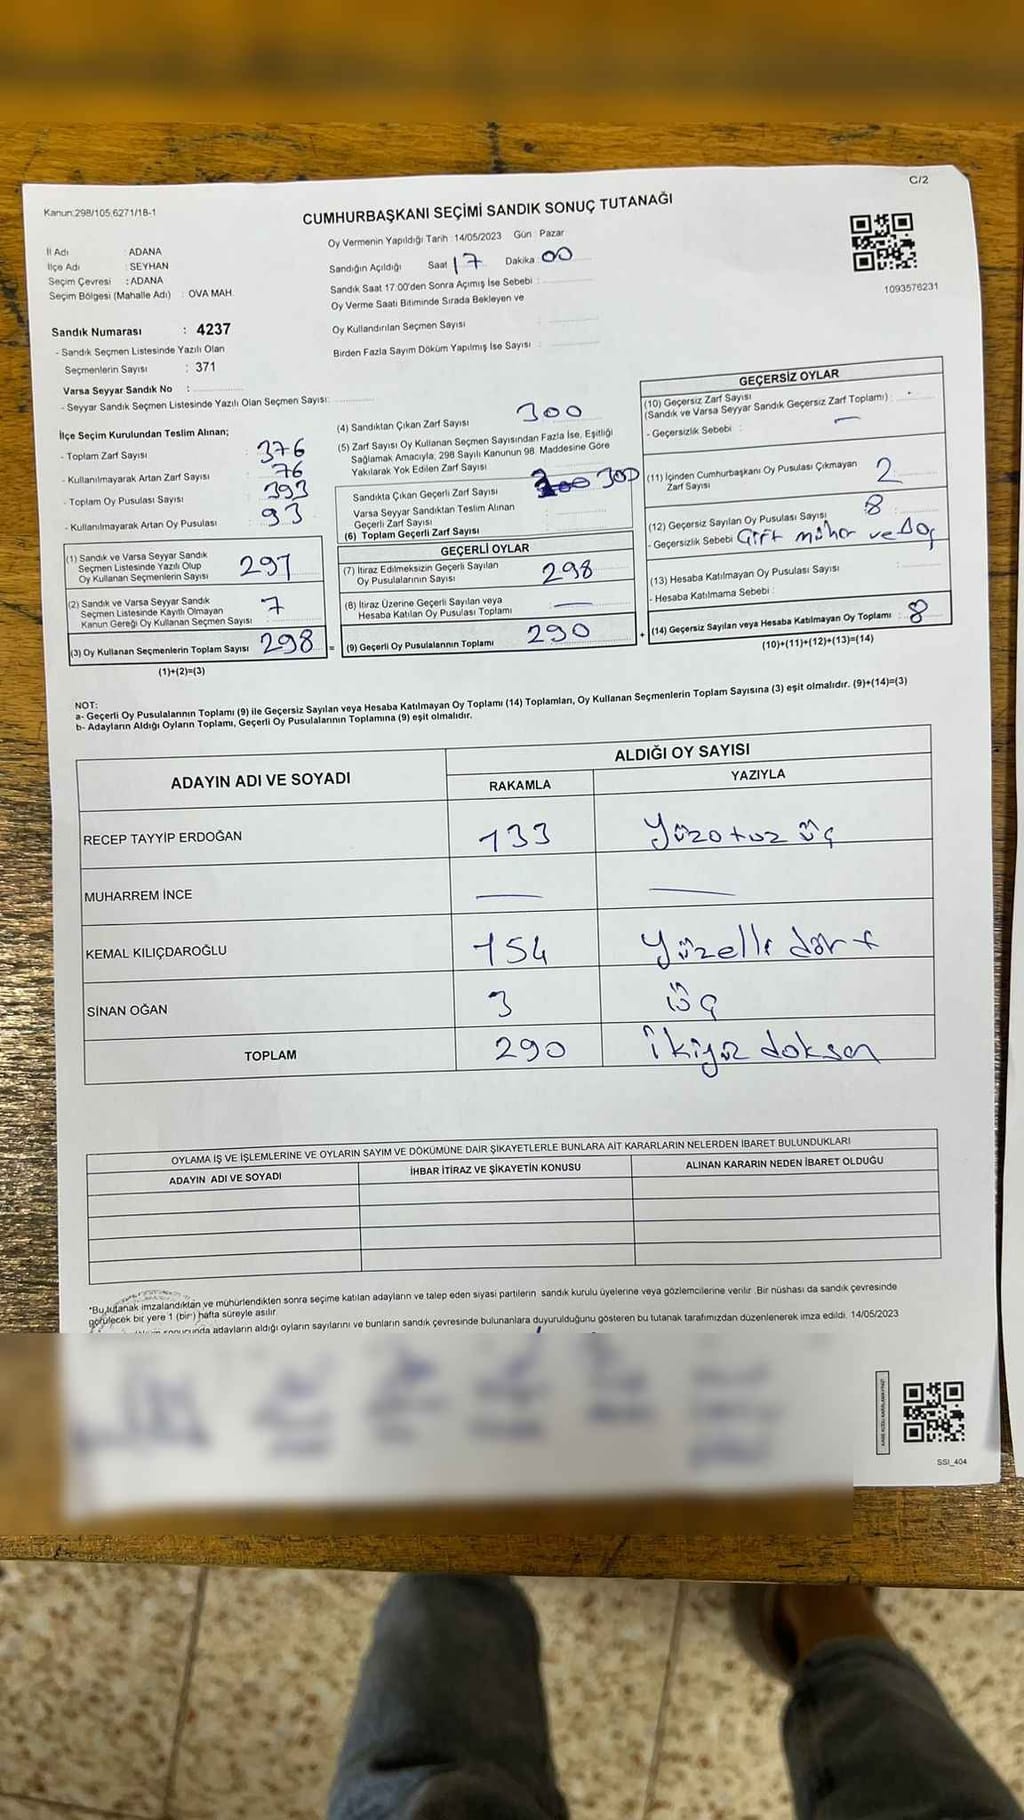 C/2
Kanun:298/105.6271/18-1
CUMHURBAŞKANI SEÇİMİ SANDIK SONUÇ TUTANAĞI
İl Adı : ADANA
İlçe Adı : SEYHAN
Seçim Çevresi : ADANA
Seçim Bölgesi (Mahalle Adı) : OVA MAH.
Oy Vermenin Yapıldığı Tarih :14/05/2023 Gün : Pazar
Sandığın Açıldığı Saat 17 Dakika 00
Sandık Saat 17:00'den Sonra Açımış İse Sebebi :
Oy Verme Saati Bitiminde Sırada Bekleyen ve
Oy Kullandırılan Seçmen Sayısı :
Birden Fazla Sayım Döküm Yapılmış İse Sayısı :
1093576231
Sandık Numarası : 4237
- Sandık Seçmen Listesinde Yazılı Olan
Seçmenlerin Sayısı : 371
Varsa Seyyar Sandık No :
- Seyyar Sandık Seçmen Listesinde Yazılı Olan Seçmen Sayısı:
İlçe Seçim Kurulundan Teslim Alınan;
- Toplam Zarf Sayısı : 376
- Kullanılmayarak Artan Zarf Sayısı : 76
- Toplam Oy Pusulası Sayısı : 393
- Kullanılmayarak Artan Oy Pusulası : 93
(1) Sandık ve Varsa Seyyar Sandık
Seçmen Listesinde Yazılı Olup
Oy Kullanan Seçmenlerin Sayısı : 291
(2) Sandık ve Varsa Seyyar Sandık
Seçmen Listesinde Kayıtlı Olmayan
Kanun Gereği Oy Kullanan Seçmen Sayısı : 7
(3) Oy Kullanan Seçmenlerin Toplam Sayısı : 298
(1)+(2)=(3)
(4) Sandıktan Çıkan Zarf Sayısı 300
(5) Zarf Sayısı Oy Kullanan Seçmen Sayısından Fazla İse, Eşitliği
Sağlamak Amacıyla, 298 Sayılı Kanunun 98. Maddesine Göre
Yakılarak Yok Edilen Zarf Sayısı
Sandıkta Çıkan Geçerli Zarf Sayısı 300
Varsa Seyyar Sandıktan Teslim Alınan
Geçerli Zarf Sayısı
(6) Toplam Geçerli Zarf Sayısı
GEÇERLİ OYLAR
(7) İtiraz Edilmeksizin Geçerli Sayılan
Oy Pusulalarının Sayısı : 298
(8) İtiraz Üzerine Geçerli Sayılan veya
Hesaba Katılan Oy Pusulası Toplamı : —
= (9) Geçerli Oy Pusulalarının Toplamı : 290
GEÇERSİZ OYLAR
(10) Geçersiz Zarf Sayısı
(Sandık ve Varsa Seyyar Sandık Geçersiz Zarf Toplamı) :
- Geçersizlik Sebebi : —
(11) İçinden Cumhurbaşkanı Oy Pusulası Çıkmayan
Zarf Sayısı 2
(12) Geçersiz Sayılan Oy Pusulası Sayısı : 8
- Geçersizlik Sebebi Çift mühür ve Boş
(13) Hesaba Katılmayan Oy Pusulası Sayısı :
- Hesaba Katılmama Sebebi :
+ (14) Geçersiz Sayılan veya Hesaba Katılmayan Oy Toplamı : 8
(10)+(11)+(12)+(13)=(14)
NOT:
a- Geçerli Oy Pusulalarının Toplamı (9) ile Geçersiz Sayılan veya Hesaba Katılmayan Oy Toplamı (14) Toplamları, Oy Kullanan Seçmenlerin Toplam Sayısına (3) eşit olmalıdır. (9)+(14)=(3)
b- Adayların Aldığı Oyların Toplamı, Geçerli Oy Pusulalarının Toplamına (9) eşit olmalıdır.
ADAYIN ADI VE SOYADI
ALDIĞI OY SAYISI
RAKAMLA YAZIYLA
RECEP TAYYİP ERDOĞAN 133 Yüzotuz üç
MUHARREM İNCE — —
KEMAL KILIÇDAROĞLU 154 Yüzelli dört
SİNAN OĞAN 3 üç
TOPLAM 290 ikiyüz doksan
OYLAMA İŞ VE İŞLEMLERİNE VE OYLARIN SAYIM VE DÖKÜMÜNE DAİR ŞİKAYETLERLE BUNLARA AİT KARARLARIN NELERDEN İBARET BULUNDUKLARI
ADAYIN ADI VE SOYADI İHBAR İTİRAZ VE ŞİKAYETİN KONUSU ALINAN KARARIN NEDEN İBARET OLDUĞU
*Bu tutanak imzalandıktan ve mühürlendikten sonra seçime katılan adayların ve talep eden siyasi partilerin sandık kurulu üyelerine veya gözlemcilerine verilir. Bir nüshası da sandık çevresinde
görülecek bir yere 1 (bir) hafta süreyle asılır.
sonucunda adayların aldığı oyların sayılarını ve bunların sandık çevresinde bulunanlara duyurulduğunu gösteren bu tutanak tarafımızdan düzenlenerek imza edildi. 14/05/2023
SSI_404